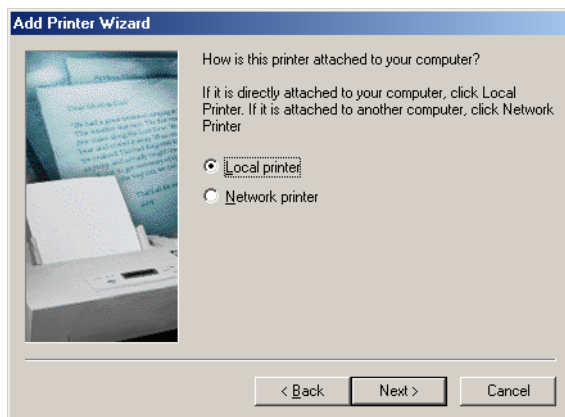 Add Printer Wizard
How is this printer attached to your computer?
If it is directly attached to your computer, click Local
Printer. If it is attached to another computer, click Network
Printer
Local printer
Network printer
< Back
Next >
Cancel